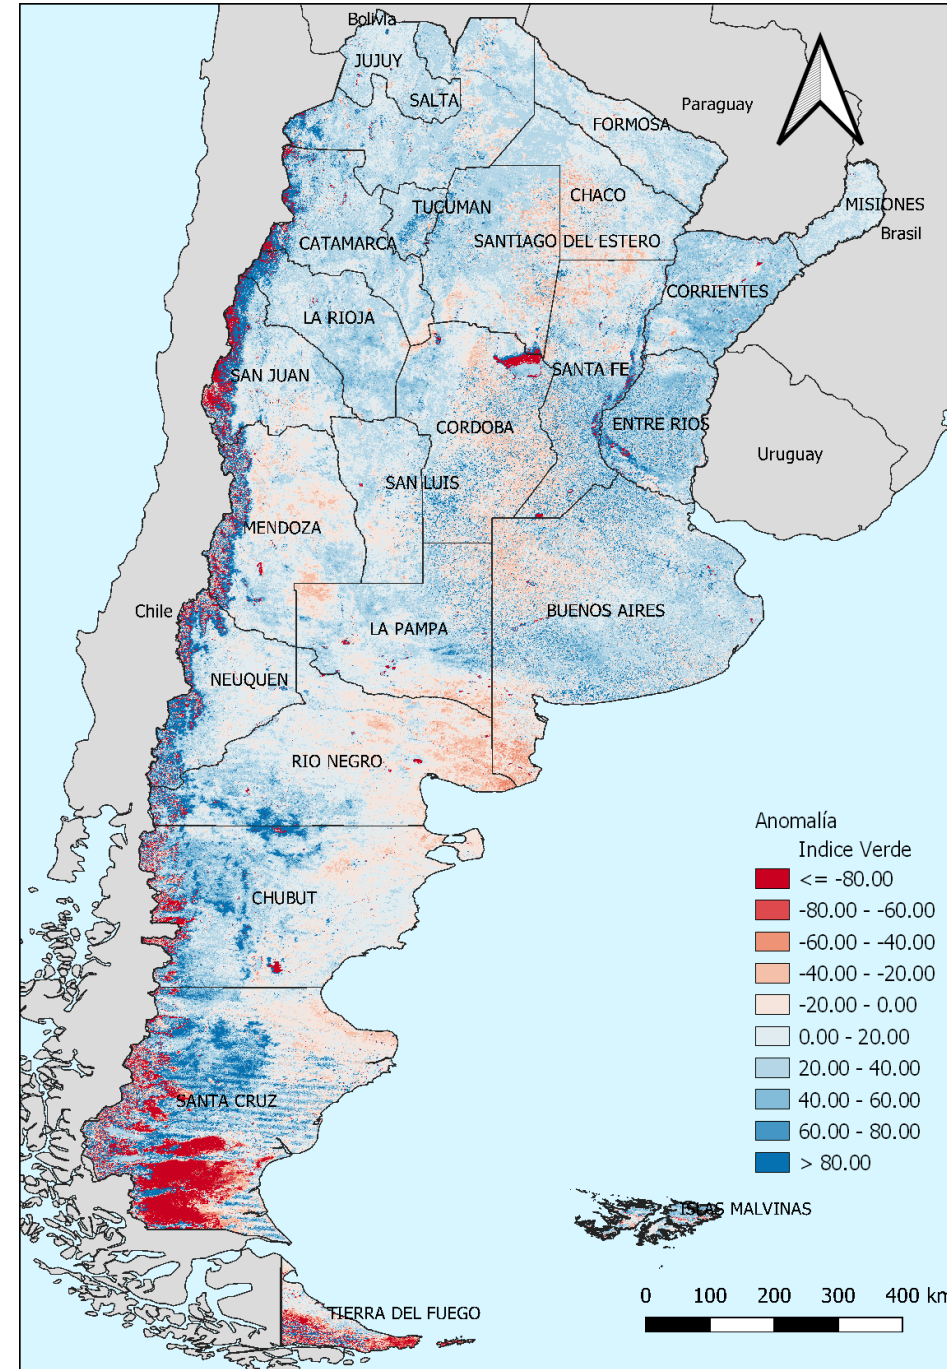 Bolivia
JUJUY
SALTA
Paraguay
FORMOSA
CHACO
MISIONES
TUCUMAN
Brasil
CATAMARCA
SANTIAGO DEL ESTERO
CORRIENTES
LA RIOJA
SAN JUAN
SANTA FE
CORDOBA
ENTRE RIOS
Uruguay
SAN LUIS
MENDOZA
Chile
BUENOS AIRES
LA PAMPA
NEUQUEN
RIO NEGRO
CHUBUT
SANTA CRUZ
ISLAS MALVINAS
TIERRA DEL FUEGO
Anomalía
Indice Verde
<= -80.00
-80.00 - -60.00
-60.00 - -40.00
-40.00 - -20.00
-20.00 - 0.00
0.00 - 20.00
20.00 - 40.00
40.00 - 60.00
60.00 - 80.00
> 80.00
0 100 200 300 400 km